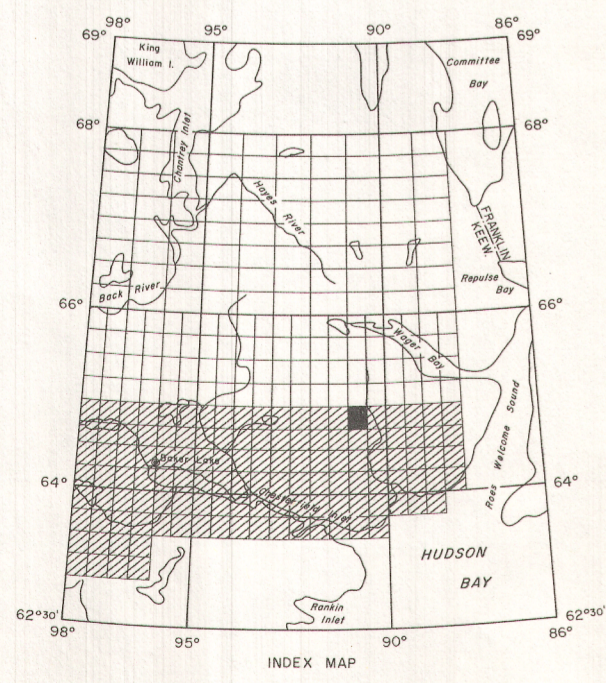 98° 95° 90° 86°
69° 69°
King
William I.
Committee
Bay
68° 68°
Chantrey Inlet
Hayes River
FRANKLIN
KEEW.
Repulse
Bay
Back River
66° 66°
Wager Bay
Roes Welcome Sound
Baker Lake
64° 64°
Chesterfield Inlet
HUDSON
BAY
Rankin
Inlet
62°30' 62°30'
98° 95° 90° 86°
INDEX MAP